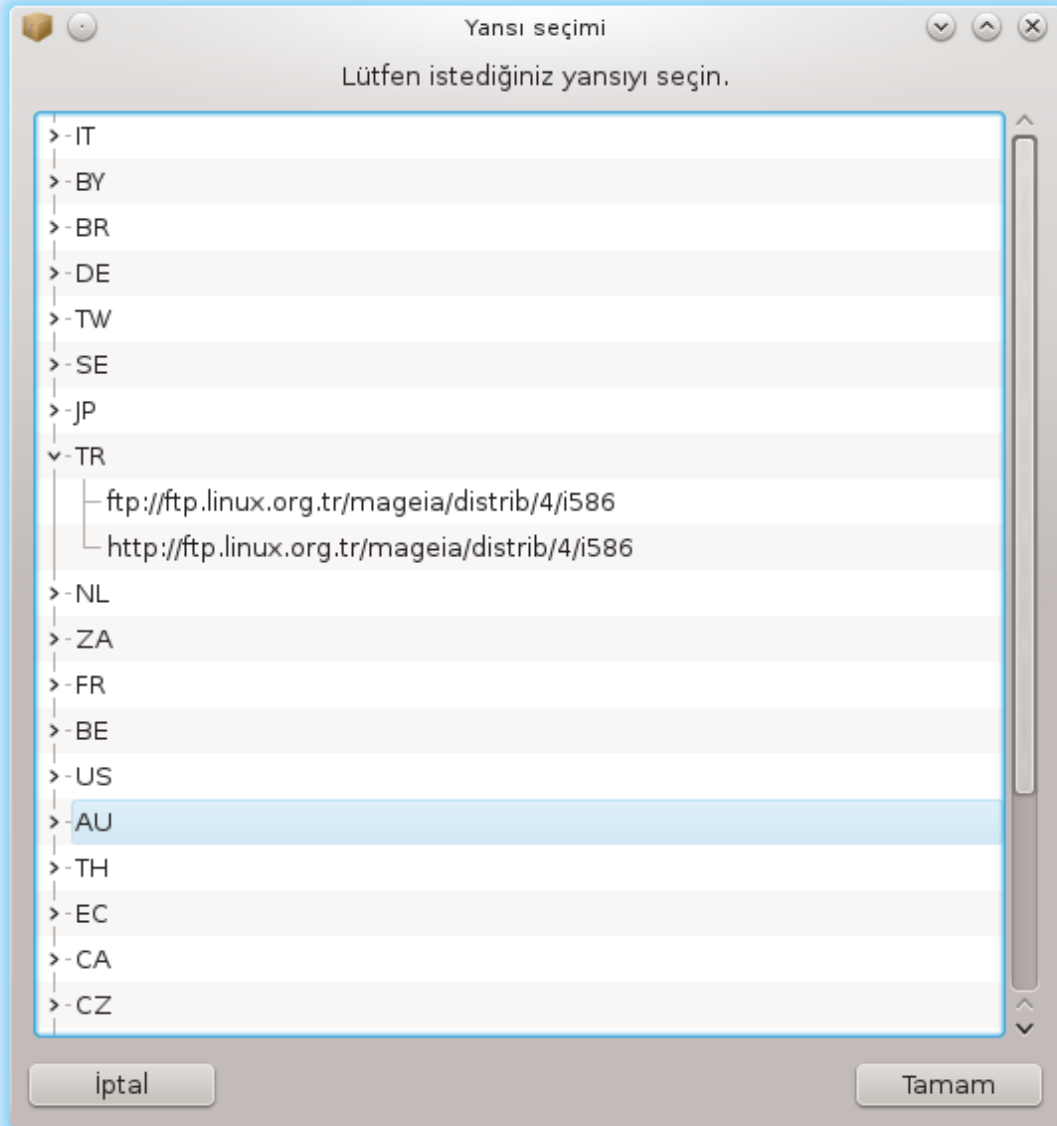 Yansı seçimi
Lütfen istediğiniz yansıyı seçin.
IT
BY
BR
DE
TW
SE
JP
TR
ftp://ftp.linux.org.tr/mageia/distrib/4/i586
http://ftp.linux.org.tr/mageia/distrib/4/i586
NL
ZA
FR
BE
US
AU
TH
EC
CA
CZ
İptal
Tamam